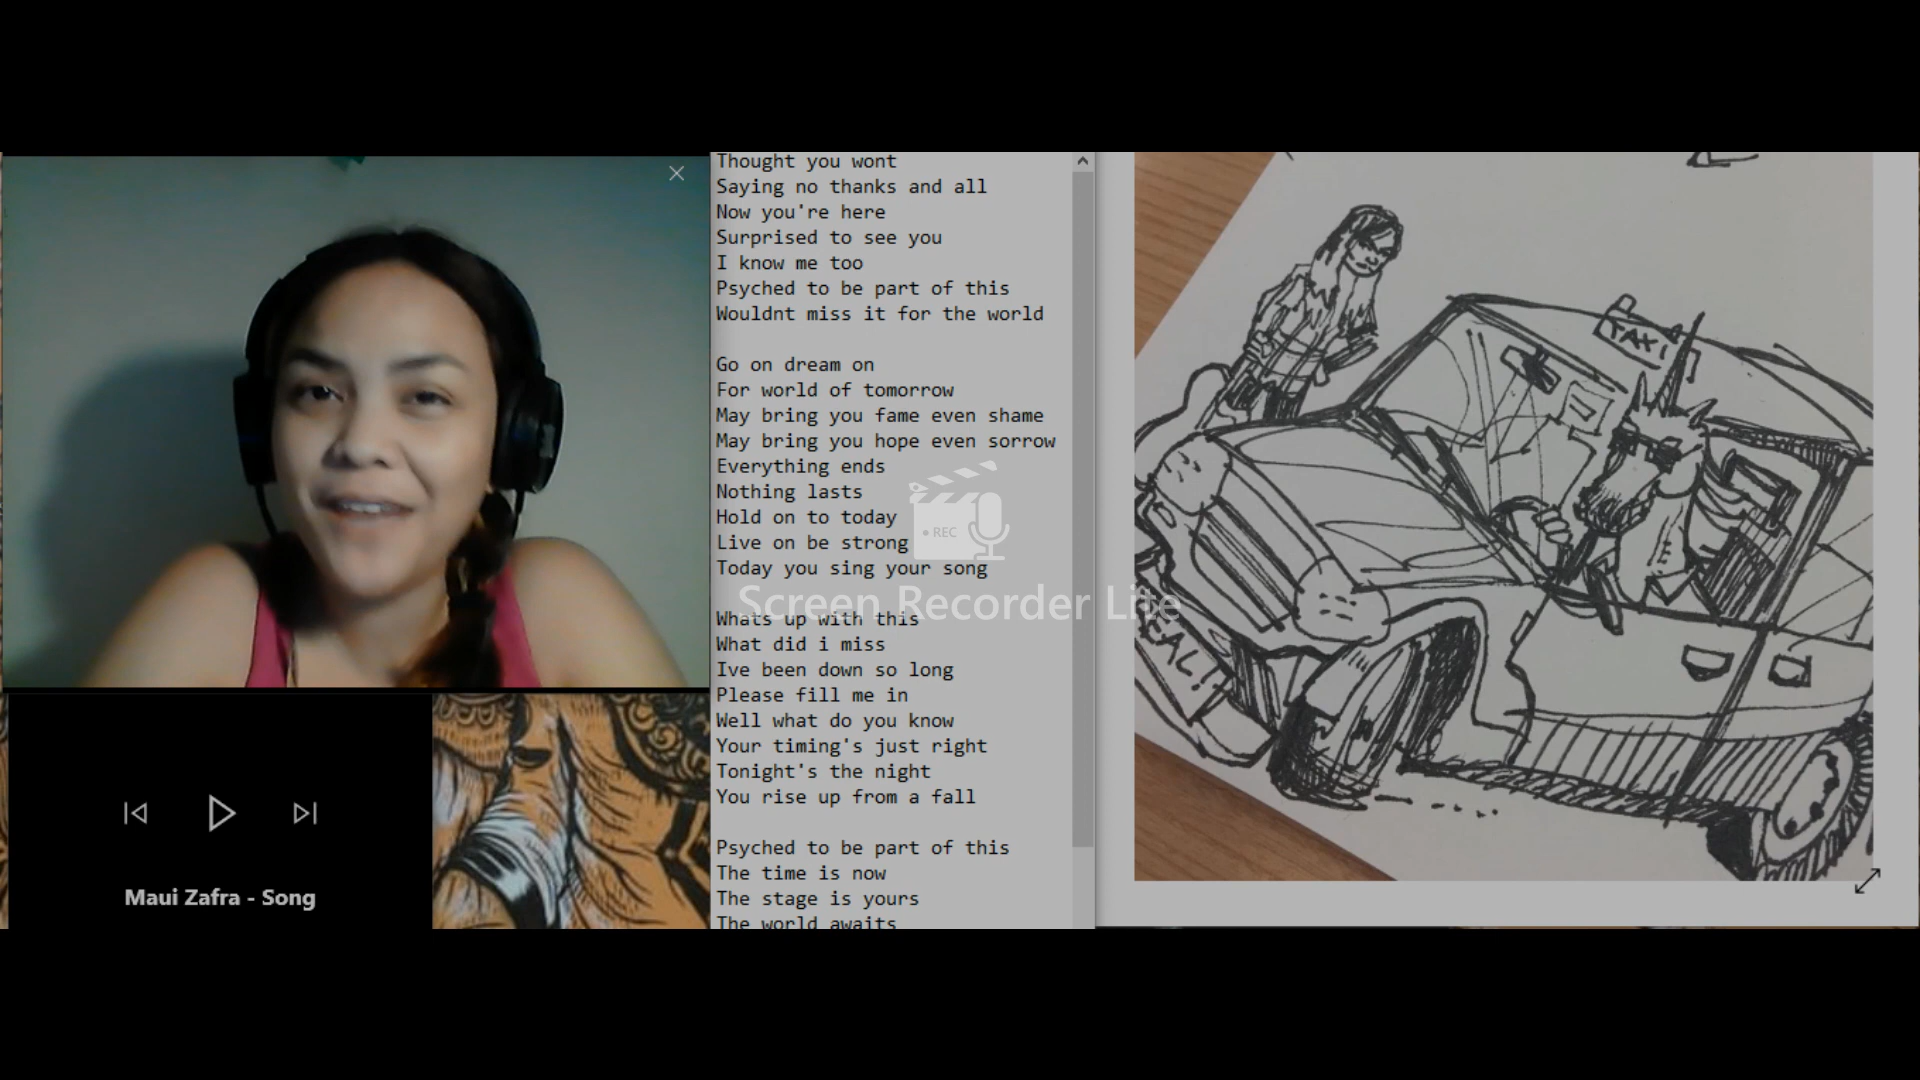 Thought you wont
Saying no thanks and all
Now you're here
Surprised to see you
I know me too
Psyched to be part of this
Wouldnt miss it for the world
Go on dream on
For world of tomorrow
May bring you fame even shame
May bring you hope even sorrow
Everything ends
Nothing lasts
Hold on to today
Live on be strong
Today you sing your song
Whats up with this
What did i miss
Ive been down so long
Please fill me in
Well what do you know
Your timing's just right
Tonight's the night
You rise up from a fall
Psyched to be part of this
The time is now
The stage is yours
The world awaits
REC
Screen Recorder Lite
Maui Zafra - Song
TAXI